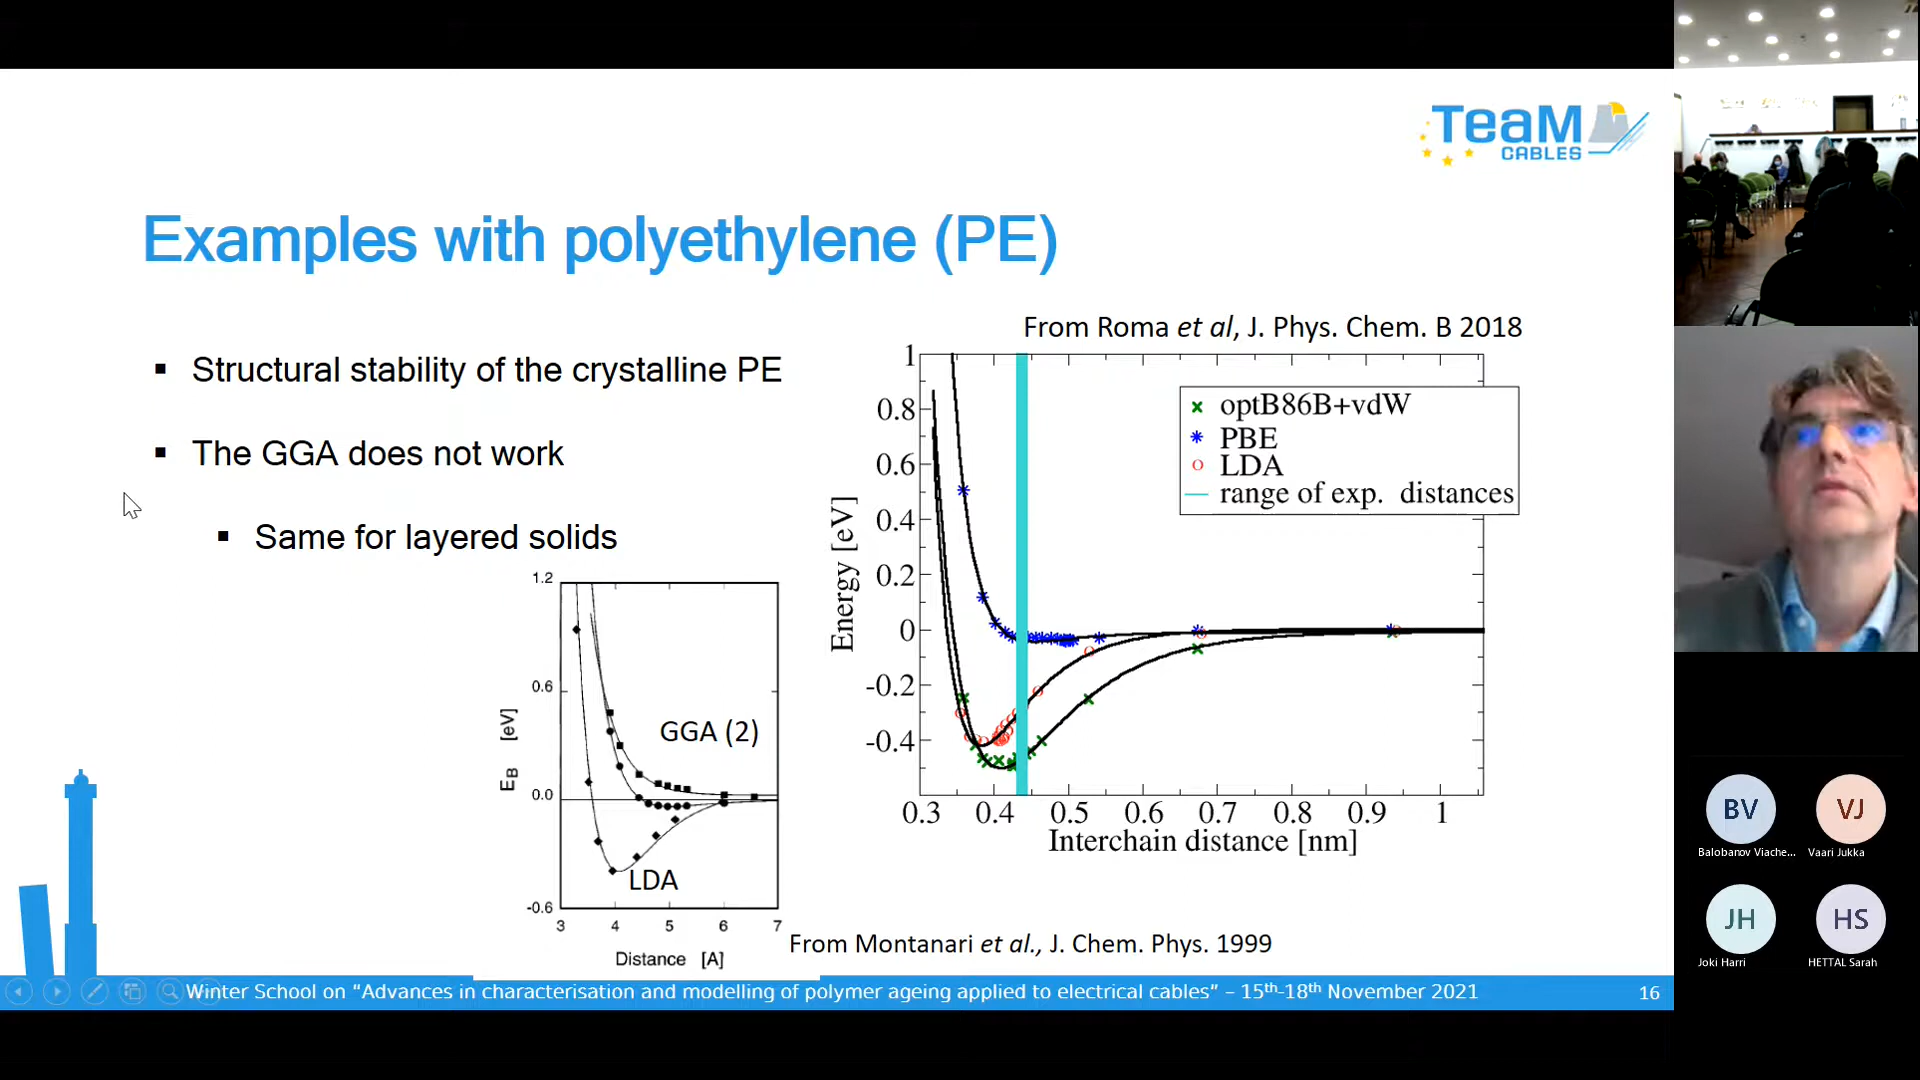 TeaM
CABLES
Examples with polyethylene (PE)
▪ Structural stability of the crystalline PE
▪ The GGA does not work
▪ Same for layered solids
From Roma et al, J. Phys. Chem. B 2018
1
0.8
0.6
0.4
0.2
0
-0.2
-0.4
Energy [eV]
optB86B+vdW
PBE
LDA
range of exp. distances
0.3 0.4 0.5 0.6 0.7 0.8 0.9 1
Interchain distance [nm]
1.2
0.6
0.0
-0.6
E_B [eV]
GGA (2)
LDA
3 4 5 6 7
Distance [A]
From Montanari et al., J. Chem. Phys. 1999
Winter School on “Advances in characterisation and modelling of polymer ageing applied to electrical cables” – 15th-18th November 2021
16
BV
Balobanov Viache...
VJ
Vaari Jukka
JH
Joki Harri
HS
HETTAL Sarah